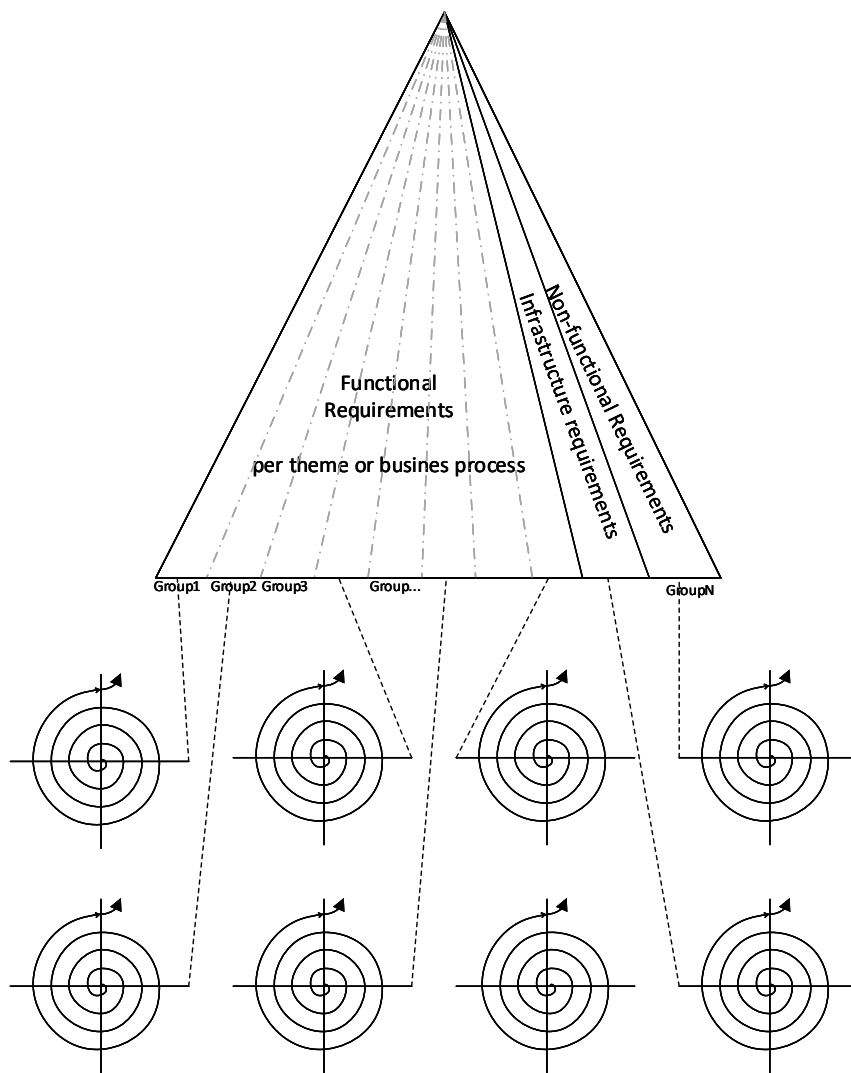 Functional
Requirements
per theme or busines process
Infrastructure requirements
Non-functional Requirements
Group1
Group2
Group3
Group...
GroupN